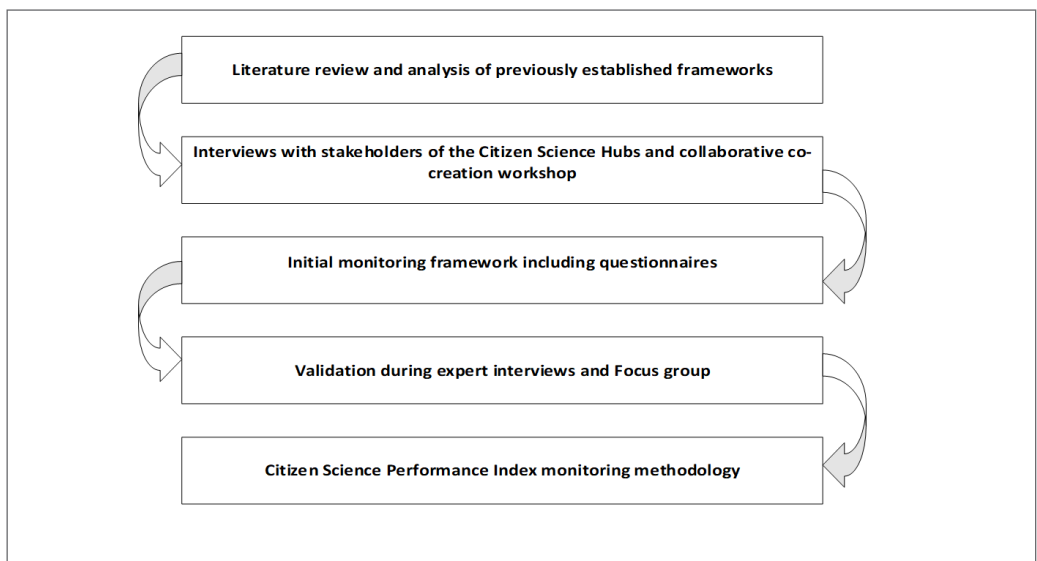 Literature review and analysis of previously established frameworks
Interviews with stakeholders of the Citizen Science Hubs and collaborative co-
creation workshop
Initial monitoring framework including questionnaires
Validation during expert interviews and Focus group
Citizen Science Performance Index monitoring methodology